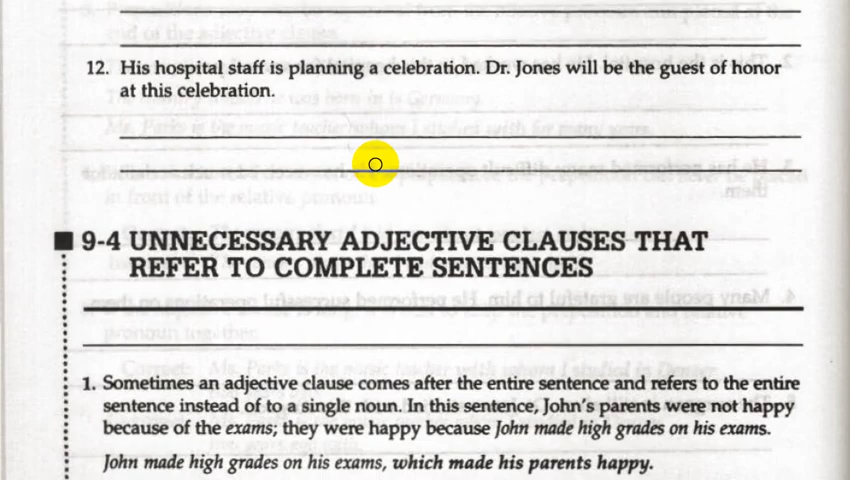 12. His hospital staff is planning a celebration. Dr. Jones will be the guest of honor
at this celebration.
9-4 UNNECESSARY ADJECTIVE CLAUSES THAT
REFER TO COMPLETE SENTENCES
1. Sometimes an adjective clause comes after the entire sentence and refers to the entire
sentence instead of to a single noun. In this sentence, John's parents were not happy
because of the exams; they were happy because John made high grades on his exams.
John made high grades on his exams, which made his parents happy.